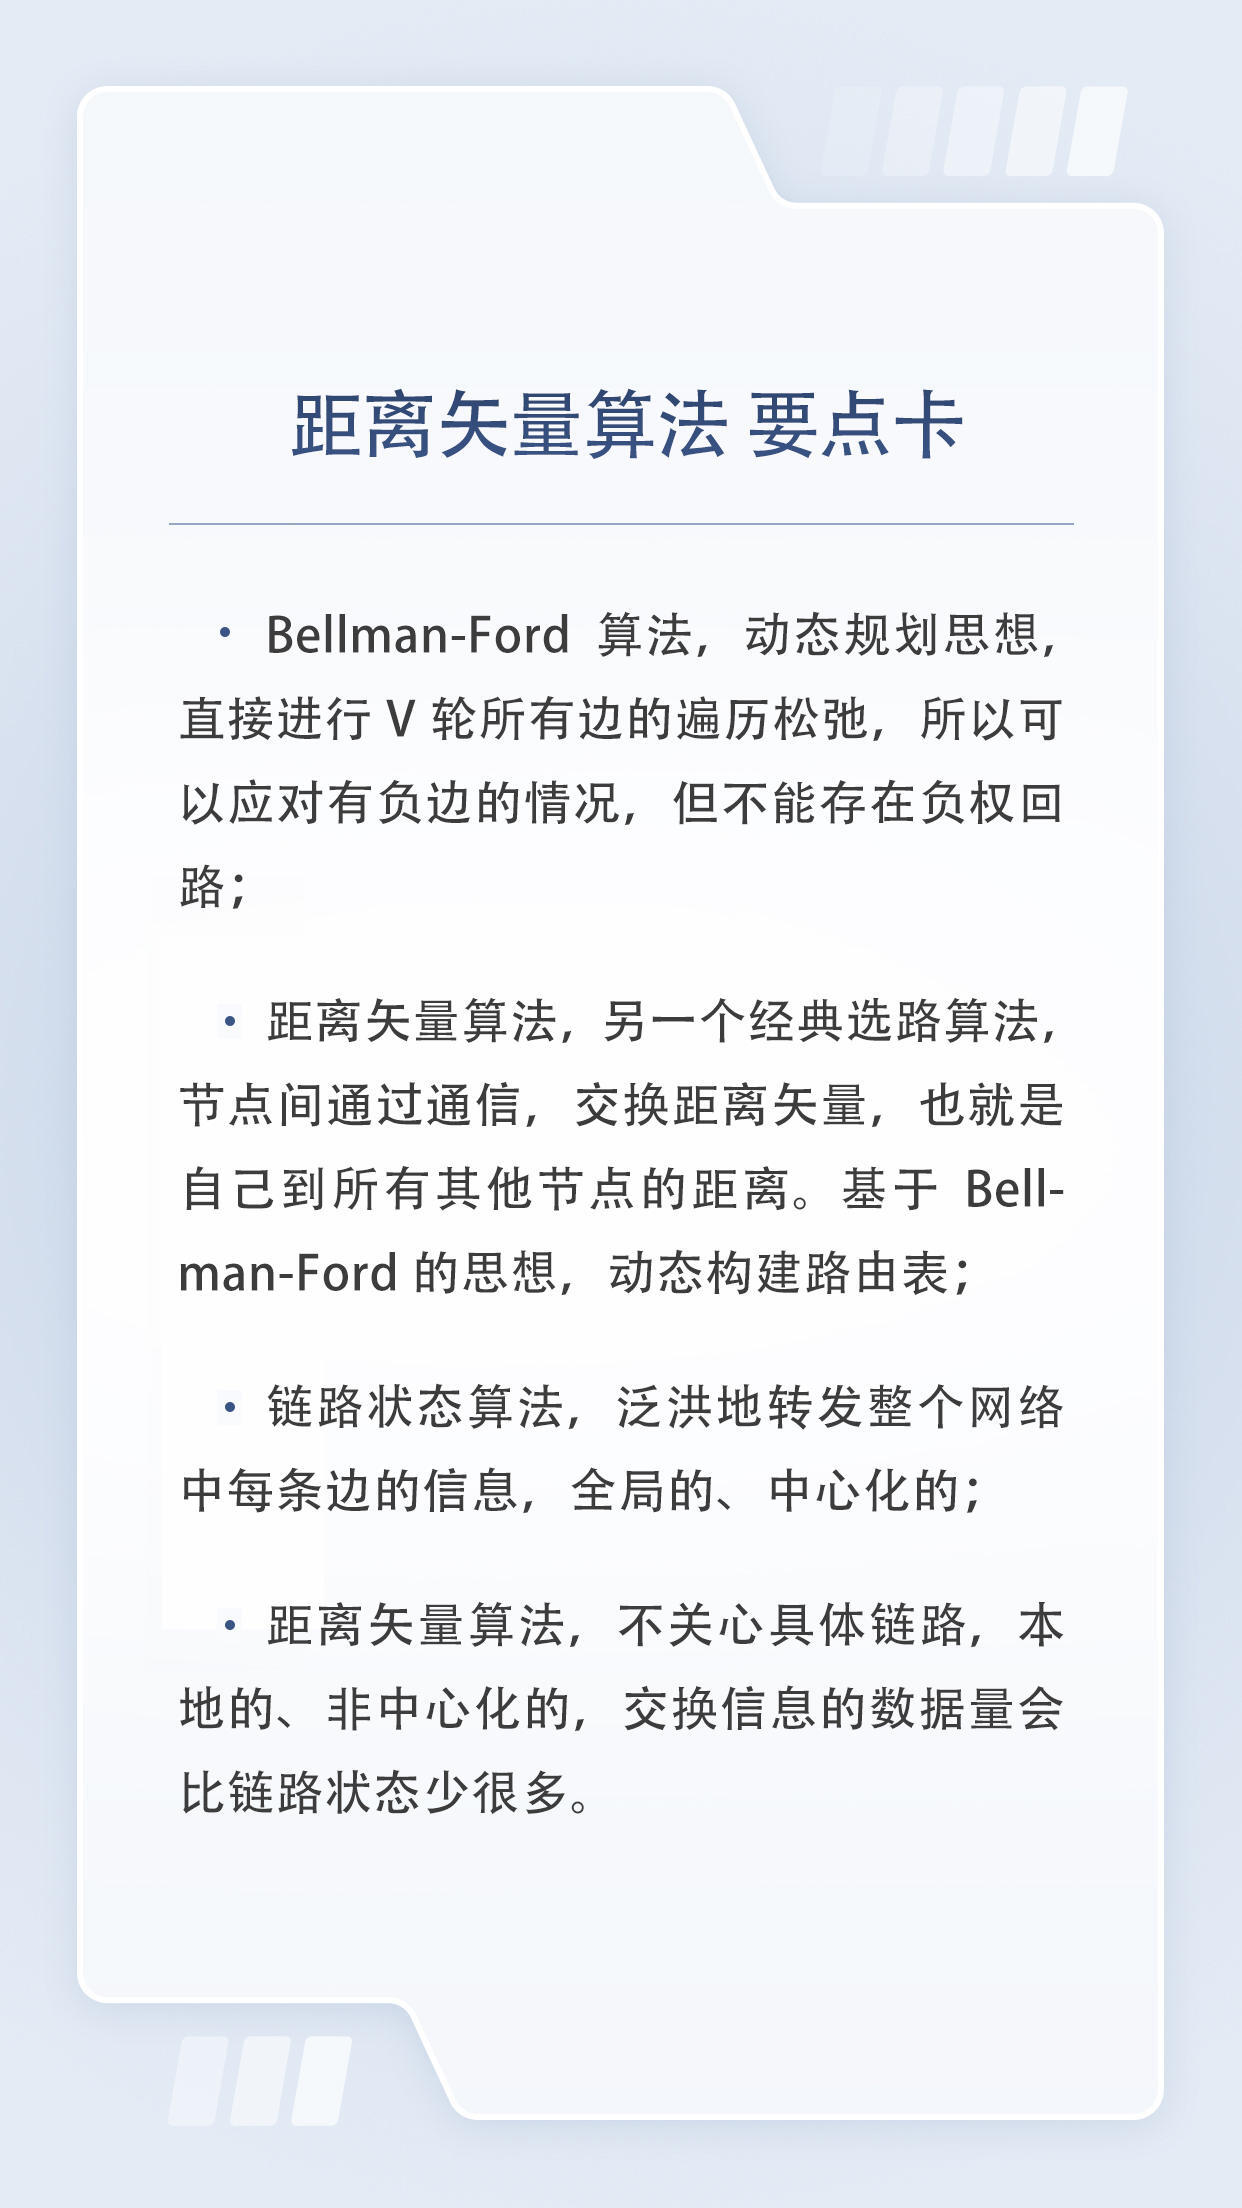 距离矢量算法 要点卡
· Bellman-Ford 算法，动态规划思想，
直接进行 V 轮所有边的遍历松弛，所以可
以应对有负边的情况，但不能存在负权回
路；
· 距离矢量算法，另一个经典选路算法，
节点间通过通信，交换距离矢量，也就是
自己到所有其他节点的距离。基于 Bell-
man-Ford 的思想，动态构建路由表；
· 链路状态算法，泛洪地转发整个网络
中每条边的信息，全局的、中心化的；
· 距离矢量算法，不关心具体链路，本
地的、非中心化的，交换信息的数据量会
比链路状态少很多。